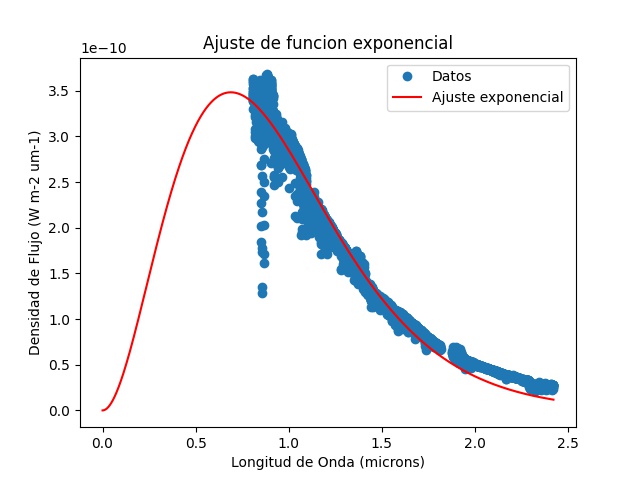 Ajuste de funcion exponencial
1e−10
Datos
Ajuste exponencial
3.5
3.0
2.5
2.0
1.5
1.0
0.5
0.0
Densidad de Flujo (W m-2 um-1)
0.0 0.5 1.0 1.5 2.0 2.5
Longitud de Onda (microns)